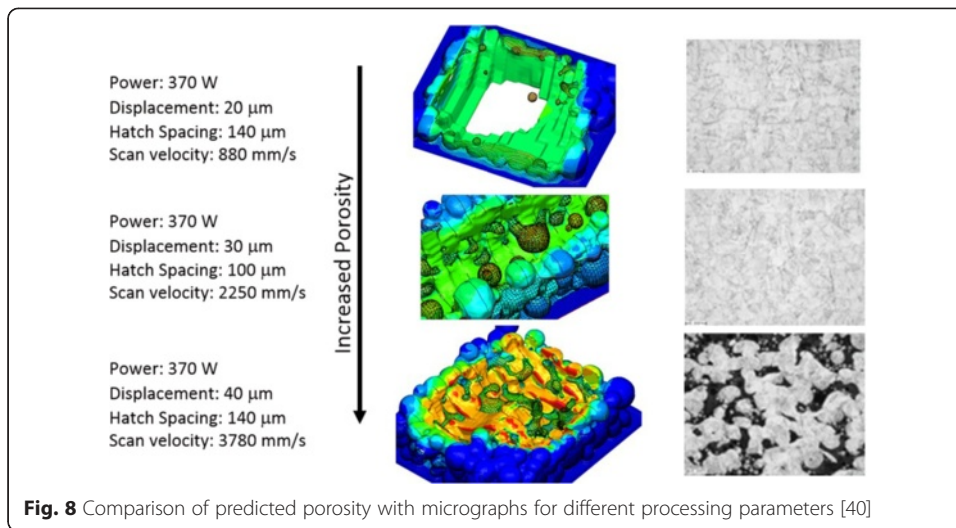 Power: 370 W
Displacement: 20 µm
Hatch Spacing: 140 µm
Scan velocity: 880 mm/s
Power: 370 W
Displacement: 30 µm
Hatch Spacing: 100 µm
Scan velocity: 2250 mm/s
Power: 370 W
Displacement: 40 µm
Hatch Spacing: 140 µm
Scan velocity: 3780 mm/s
Increased Porosity
Fig. 8 Comparison of predicted porosity with micrographs for different processing parameters [40]